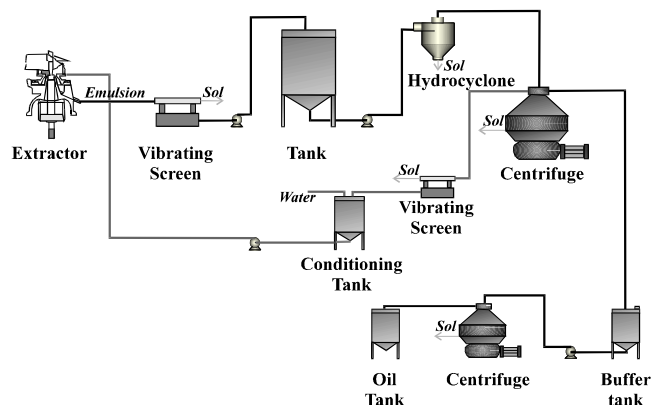 Emulsion
Sol
Extractor
Vibrating
Screen
Tank
Sol
Hydrocyclone
Sol
Centrifuge
Sol
Vibrating
Screen
Water
Conditioning
Tank
Sol
Oil
Tank
Centrifuge
Buffer
tank